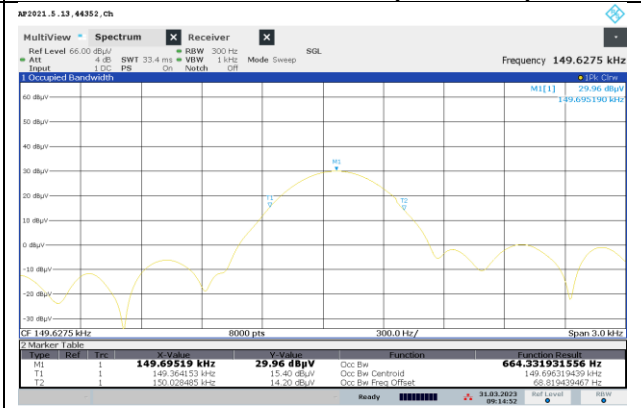 AP2021.5.13,44352,Ch
MultiView Spectrum X Receiver X
Ref Level 66.00 dBµV RBW 300 Hz SGL
Att 4 dB SWT 33.4 ms VBW 1 kHz Mode Sweep Frequency 149.6275 kHz
Input 1 DC PS On Notch Off
1 Occupied Bandwidth 1Pk Clrw
M1[1] 29.96 dBµV
149.695190 kHz
60 dBµV
50 dBµV
40 dBµV
M1
30 dBµV
20 dBµV
T1 T2
10 dBµV
0 dBµV
-10 dBµV
-20 dBµV
-30 dBµV
CF 149.6275 kHz 8000 pts 300.0 Hz/ Span 3.0 kHz
2 Marker Table
Type Ref Trc X-Value Y-Value Function Function Result
M1 1 149.69519 kHz 29.96 dBµV Occ Bw 664.331931556 Hz
T1 1 149.364153 kHz 15.40 dBµV Occ Bw Centroid 149.696319439 kHz
T2 1 150.028485 kHz 14.20 dBµV Occ Bw Freq Offset 68.819439467 Hz
Ready 31.03.2023 09:14:52 Ref Level RBW